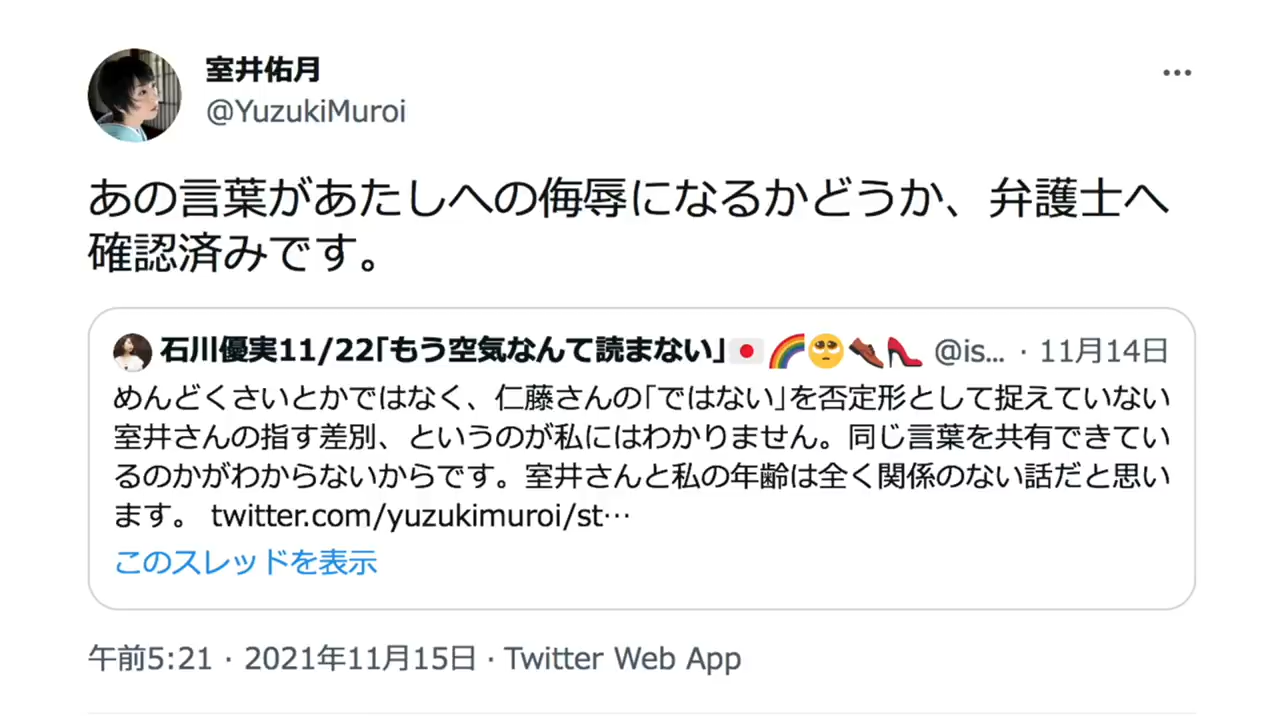 室井佑月
@YuzukiMuroi
あの言葉があたしへの侮辱になるかどうか、弁護士へ
確認済みです。
石川優実11/22｢もう空気なんて読まない｣🇯🇵🌈🥺👞👠 @is... · 11月14日
めんどくさいとかではなく、仁藤さんの｢ではない｣を否定形として捉えていない
室井さんの指す差別、というのが私にはわかりません。同じ言葉を共有できてい
るのかがわからないからです。室井さんと私の年齢は全く関係のない話だと思い
ます。 twitter.com/yuzukimuroi/st…
このスレッドを表示
午前5:21 · 2021年11月15日 · Twitter Web App